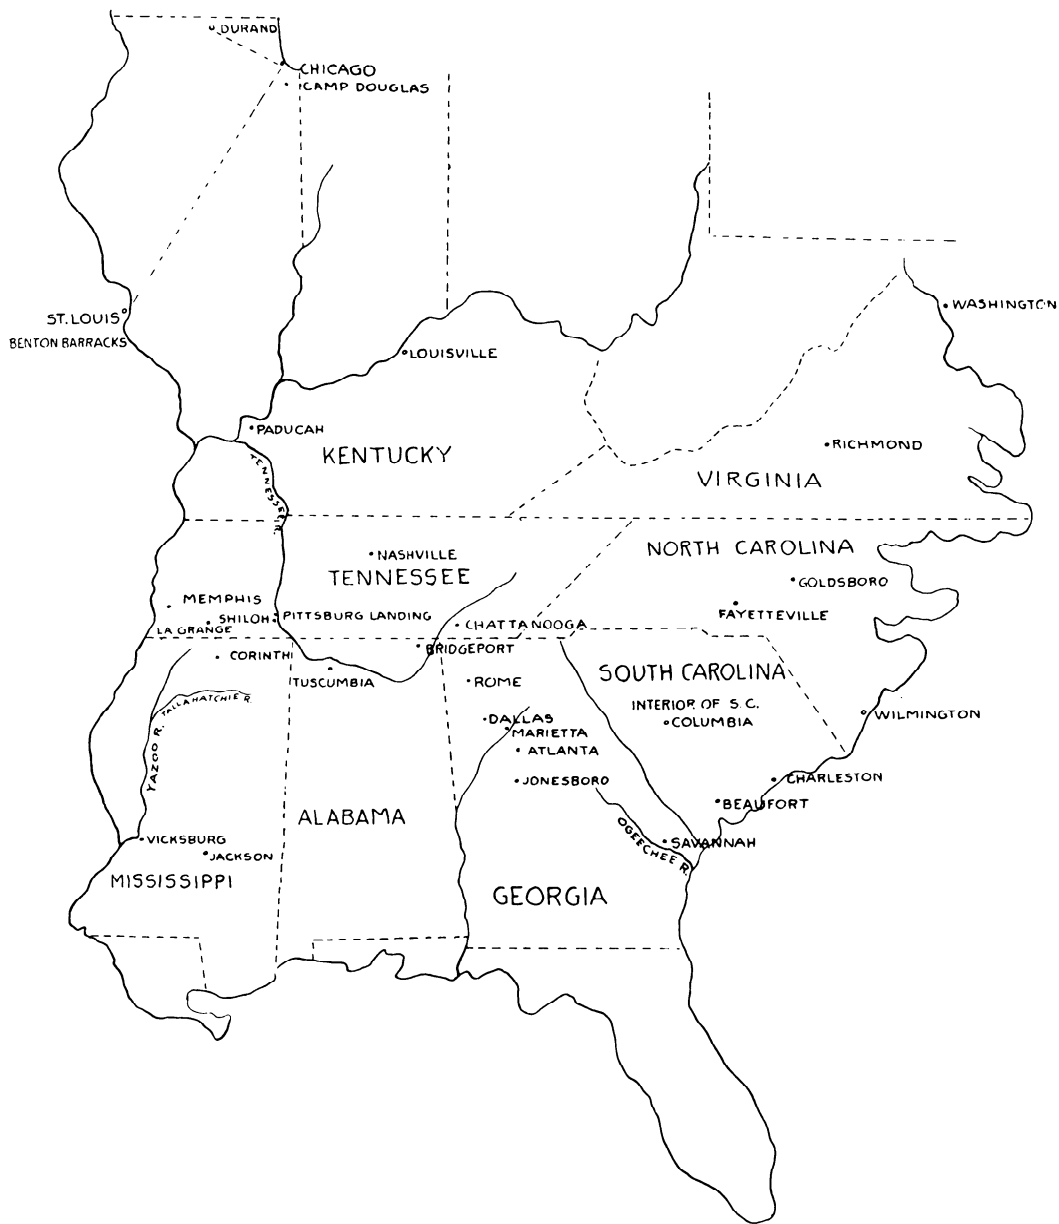 DURAND
CHICAGO
CAMP DOUGLAS
WASHINGTON
ST. LOUIS
BENTON BARRACKS
LOUISVILLE
PADUCAH
RICHMOND
KENTUCKY
TENNESSEE R.
VIRGINIA
NORTH CAROLINA
NASHVILLE
TENNESSEE
GOLDSBORO
MEMPHIS
FAYETTEVILLE
SHILOH
PITTSBURG LANDING
LA GRANGE
CHATTANOOGA
CORINTH
BRIDGEPORT
TUSCUMBIA
ROME
SOUTH CAROLINA
TALLAHATCHIE R.
INTERIOR OF S. C.
COLUMBIA
WILMINGTON
DALLAS
MARIETTA
ATLANTA
YAZOO R.
JONESBORO
CHARLESTON
BEAUFORT
ALABAMA
OGEECHEE R.
SAVANNAH
VICKSBURG
JACKSON
MISSISSIPPI
GEORGIA